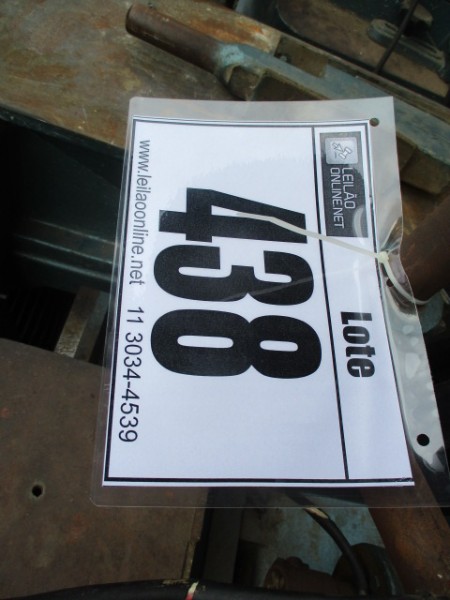 LEILÃO
ONLINE.NET
Lote
438
www.leilaoonline.net 11 3034-4539